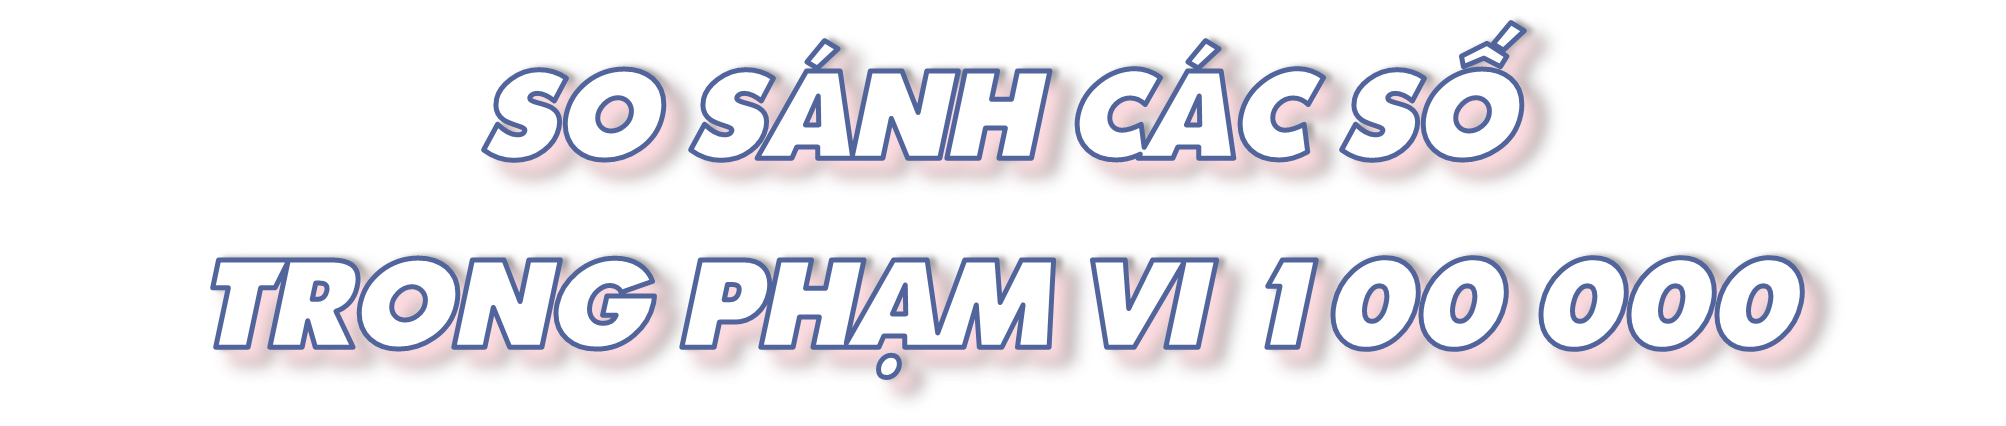 SO SÁNH CÁC SỐ
TRONG PHẠM VI 100 000